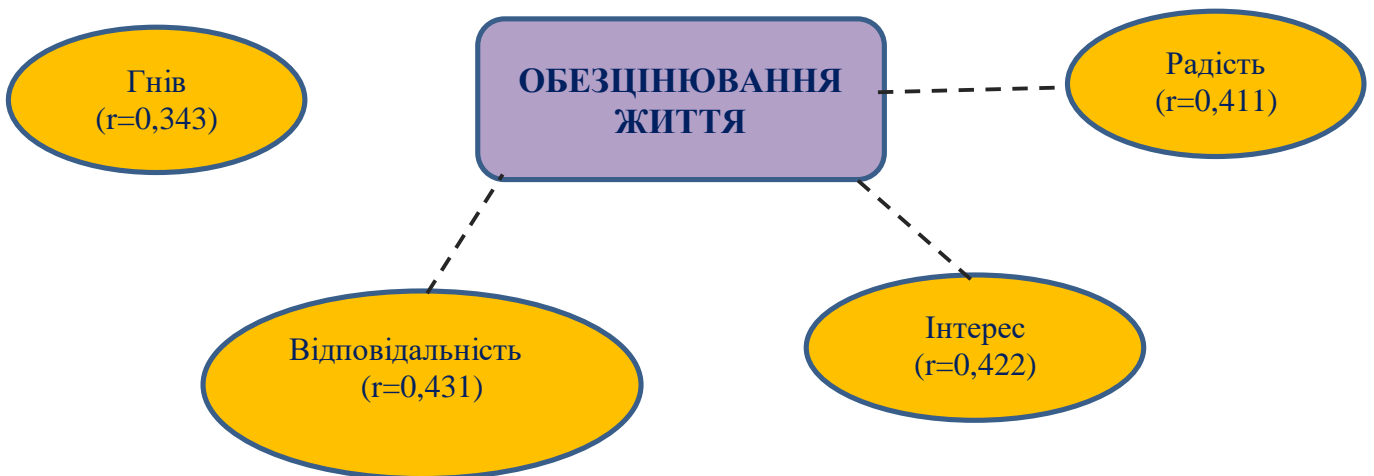 Гнів
(r=0,343)
ОБЕЗЦІНЮВАННЯ
ЖИТТЯ
Радість
(r=0,411)
Відповідальність
(r=0,431)
Інтерес
(r=0,422)